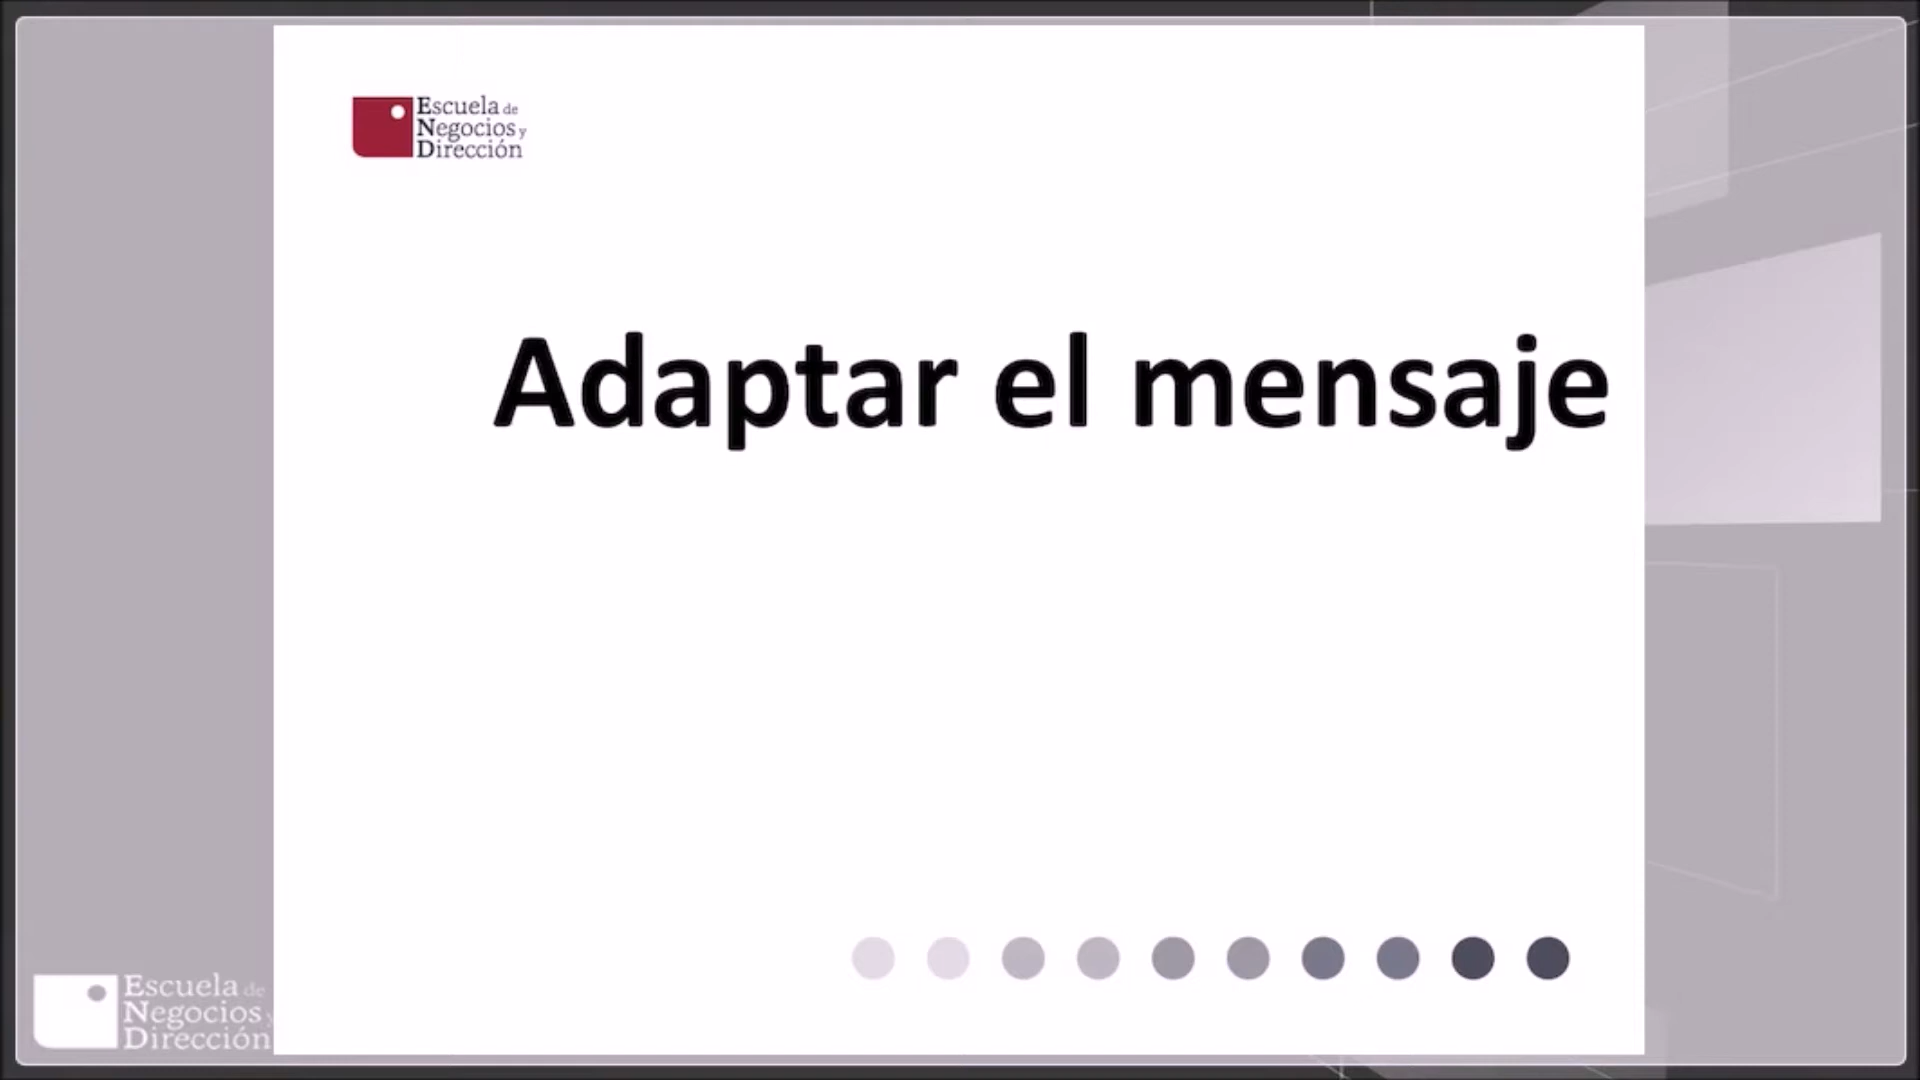 Escuela de
Negocios y
Dirección
Adaptar el mensaje
Escuela de
Negocios y
Dirección